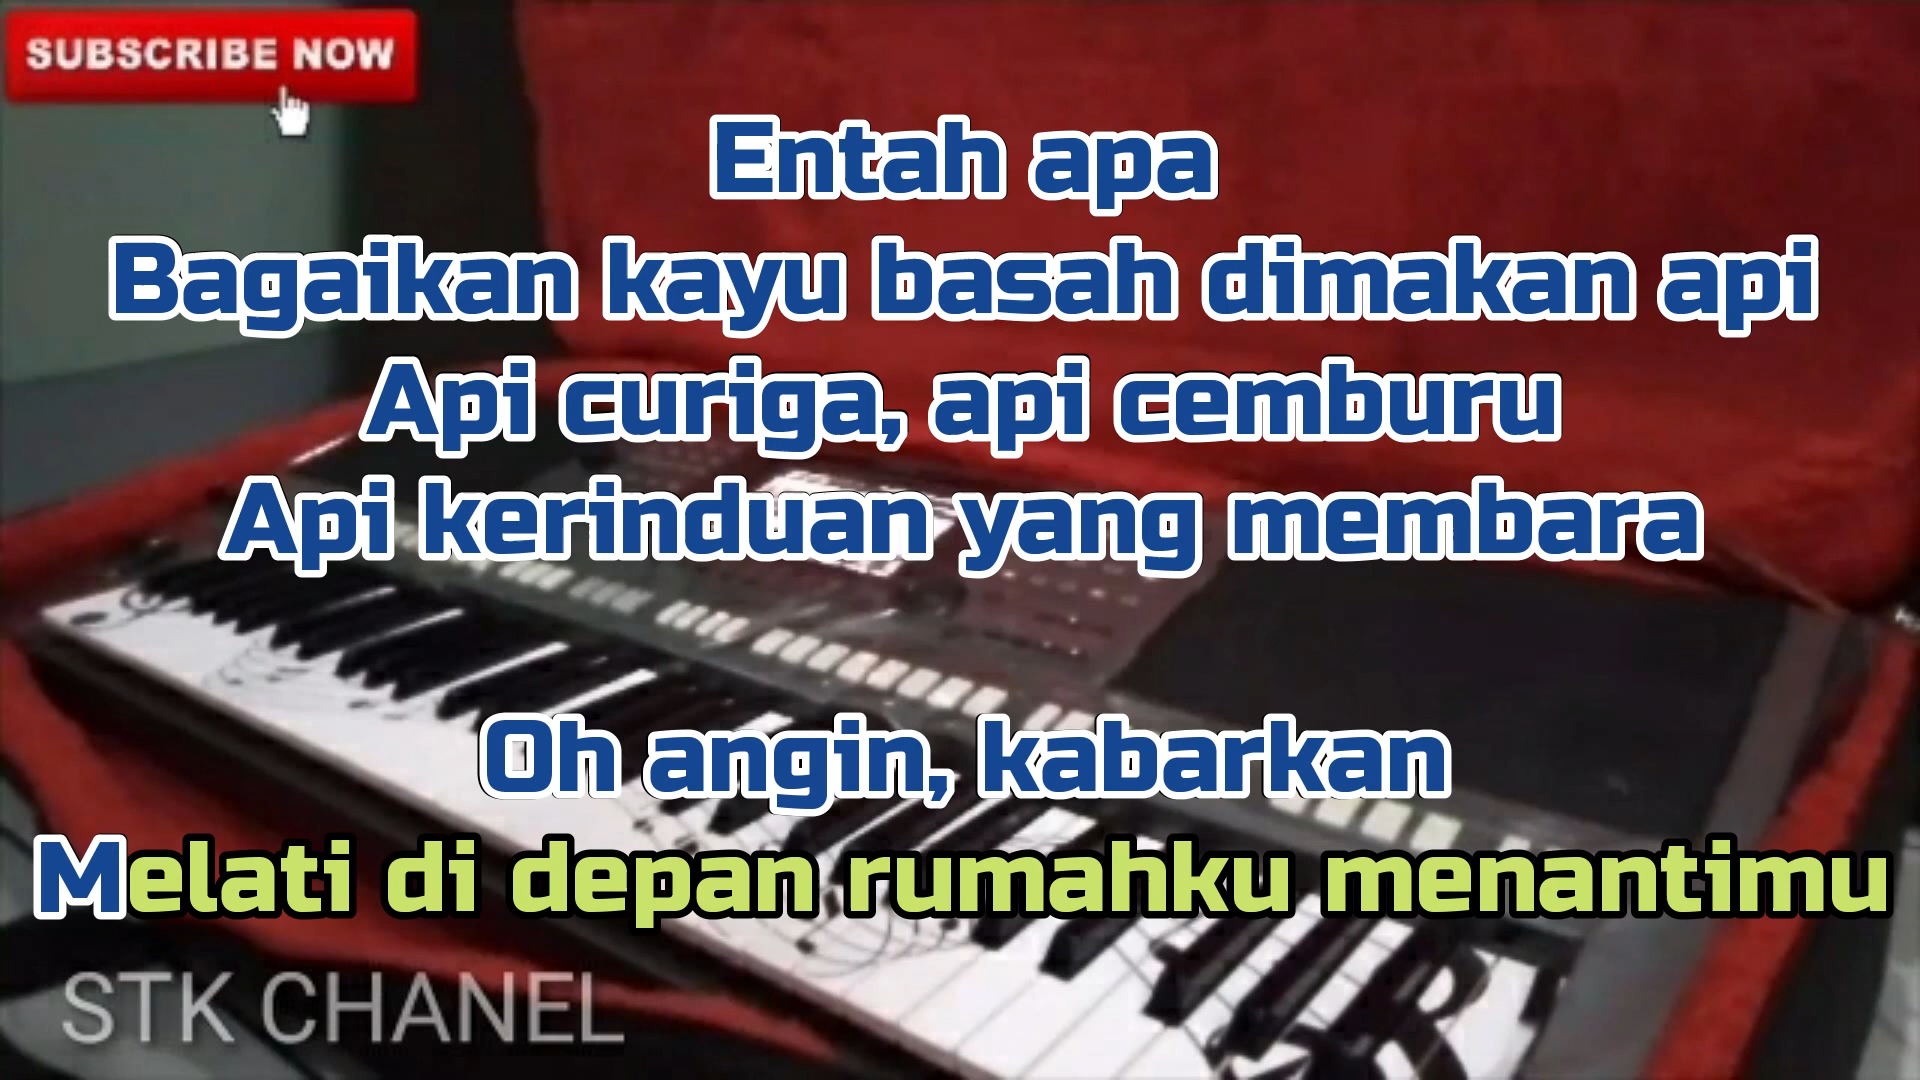 SUBSCRIBE NOW
Entah apa
Bagaikan kayu basah dimakan api
Api curiga, api cemburu
Api kerinduan yang membara
Oh angin, kabarkan
Melati di depan rumahku menantimu
STK CHANEL